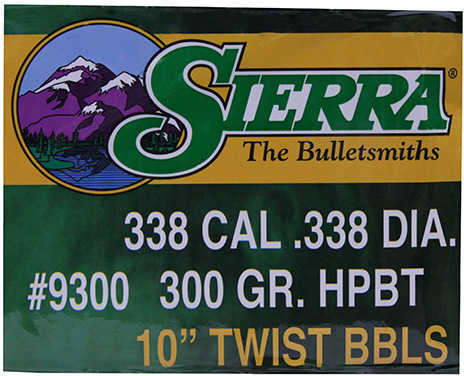 SIERRA®
The Bulletsmiths
338 CAL .338 DIA.
#9300 300 GR. HPBT
10” TWIST BBLS